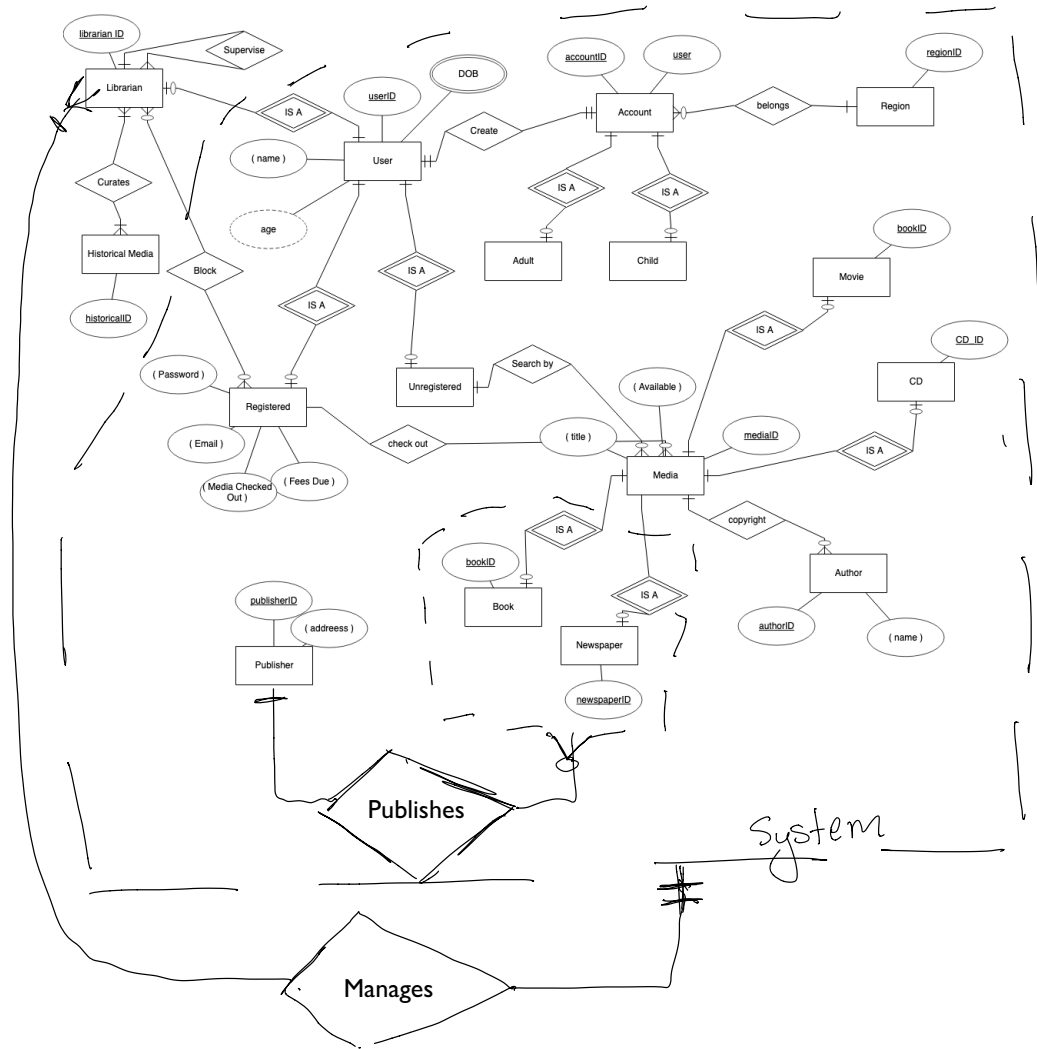 librarian ID
Supervise
Librarian
DOB
userID
IS A
( name )
User
Create
age
accountID
user
Account
belongs
regionID
Region
Curates
Historical Media
historicalID
Block
IS A
IS A
IS A
IS A
Adult
Child
bookID
Movie
IS A
CD_ID
CD
IS A
( Password )
Registered
( Email )
( Media Checked
Out )
( Fees Due )
Unregistered
Search by
check out
( Available )
( title )
mediaID
Media
IS A
bookID
Book
IS A
Newspaper
newspaperID
copyright
Author
authorID
( name )
publisherID
( addreess )
Publisher
Publishes
System
Manages